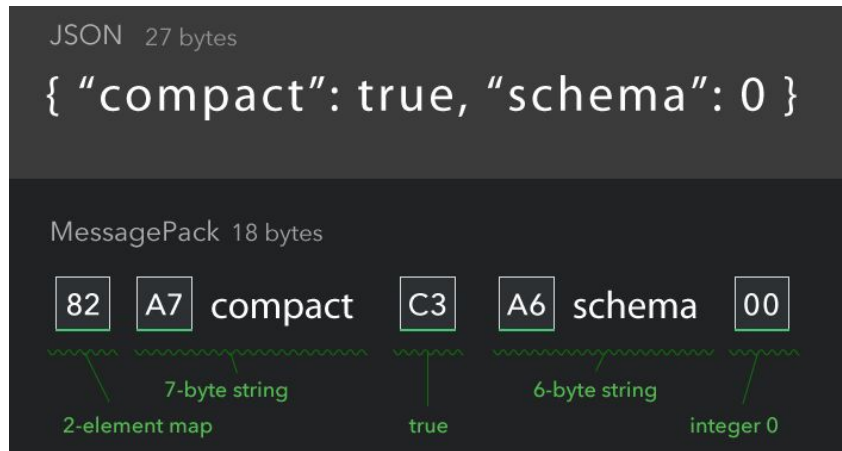 JSON 27 bytes
{ “compact”: true, “schema”: 0 }
MessagePack 18 bytes
82 A7 compact C3 A6 schema 00
7-byte string 6-byte string
2-element map true integer 0